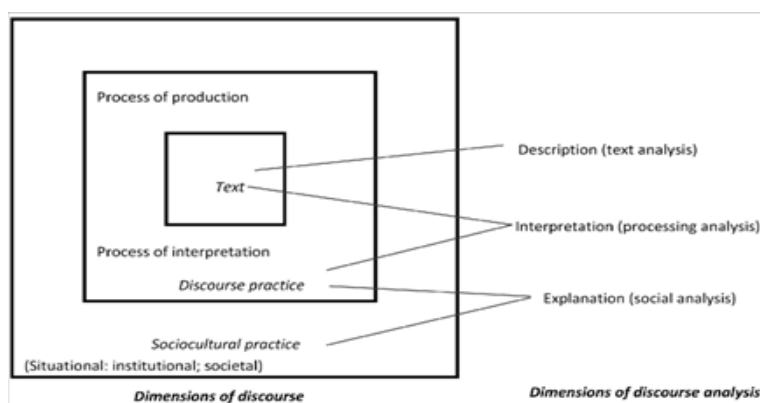 Process of production
Description (text analysis)
Text
Interpretation (processing analysis)
Process of interpretation
Discourse practice
Explanation (social analysis)
Sociocultural practice
(Situational: institutional; societal)
Dimensions of discourse
Dimensions of discourse analysis